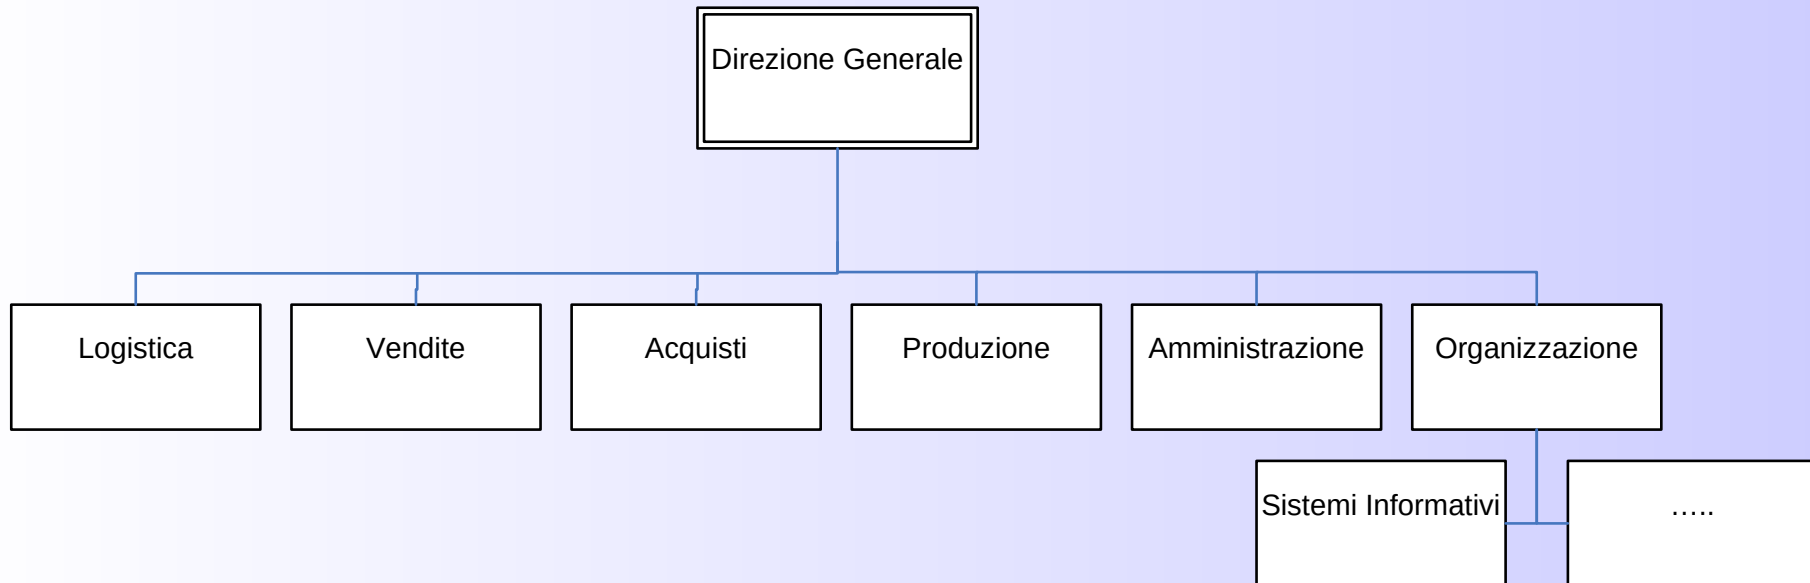 Direzione Generale
Logistica
Vendite
Acquisti
Produzione
Amministrazione
Organizzazione
Sistemi Informativi
…..